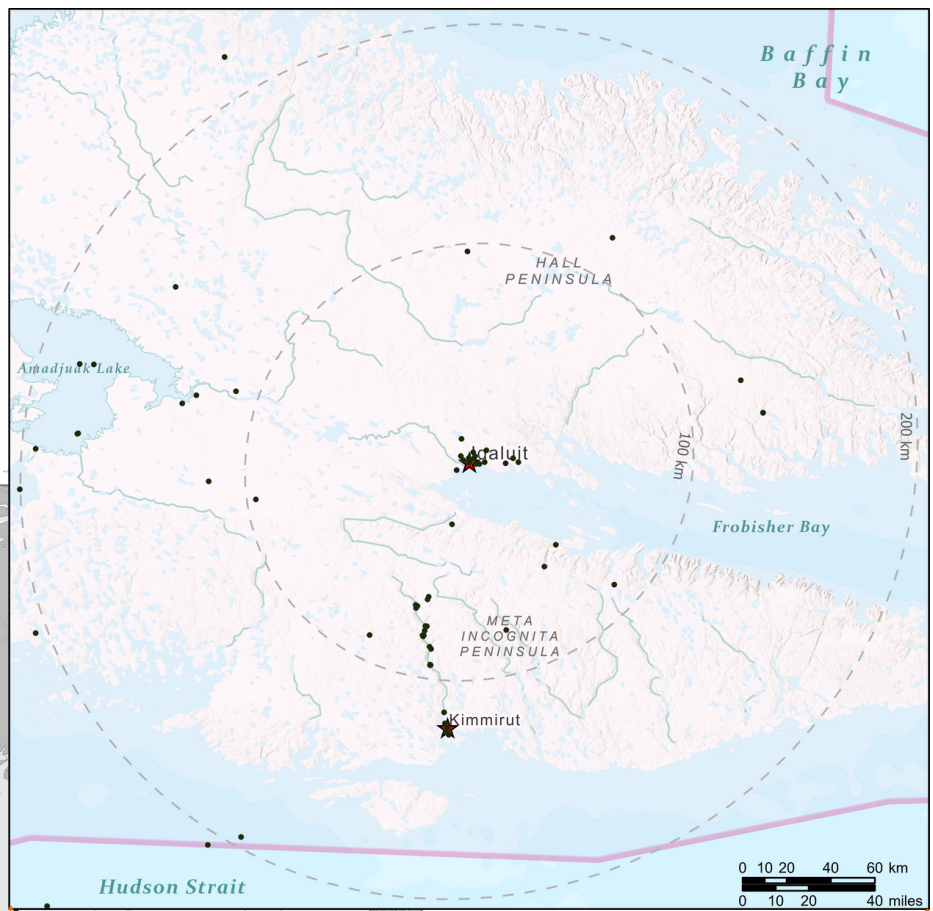 Baffin
Bay
HALL
PENINSULA
Amadjuak Lake
200 km
100 km
Iqaluit
Frobisher Bay
META
INCOGNITA
PENINSULA
Kimmirut
Hudson Strait
0 10 20 40 60 km
0 10 20 40 miles